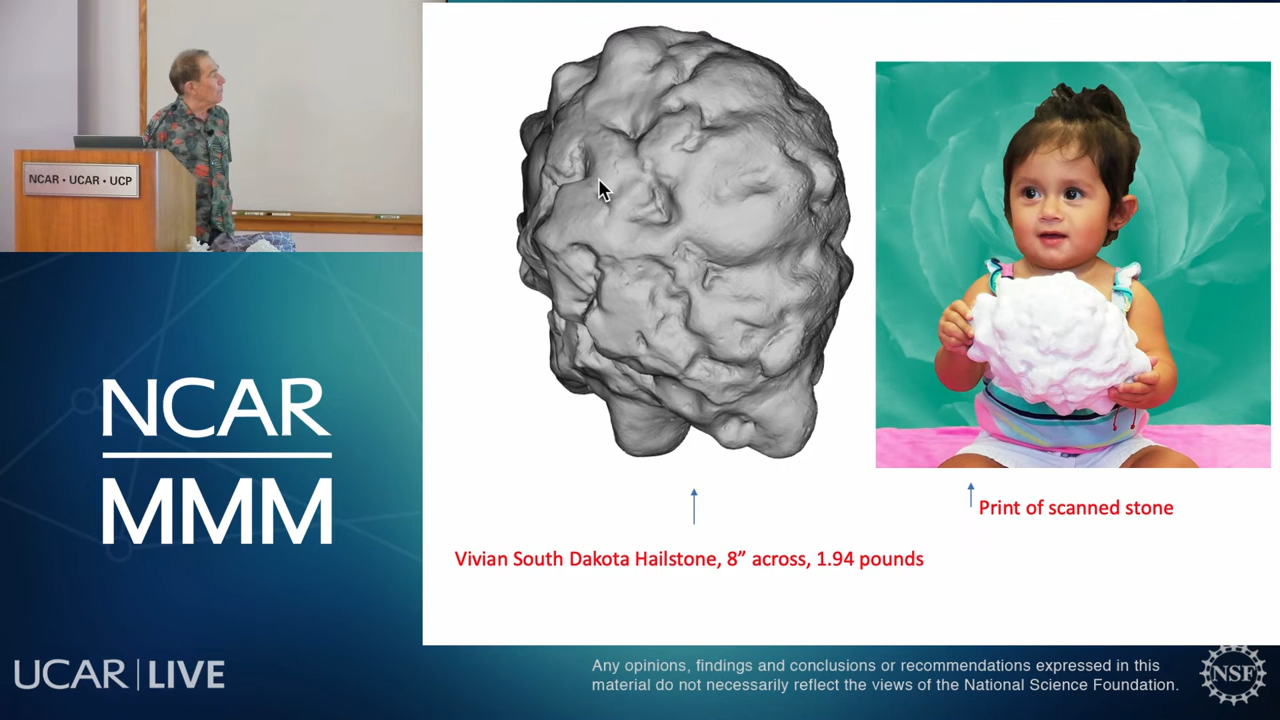 NCAR • UCAR • UCP
NCAR
MMM
Vivian South Dakota Hailstone, 8” across, 1.94 pounds
Print of scanned stone
UCAR | LIVE
Any opinions, findings and conclusions or recommendations expressed in this
material do not necessarily reflect the views of the National Science Foundation.
NSF